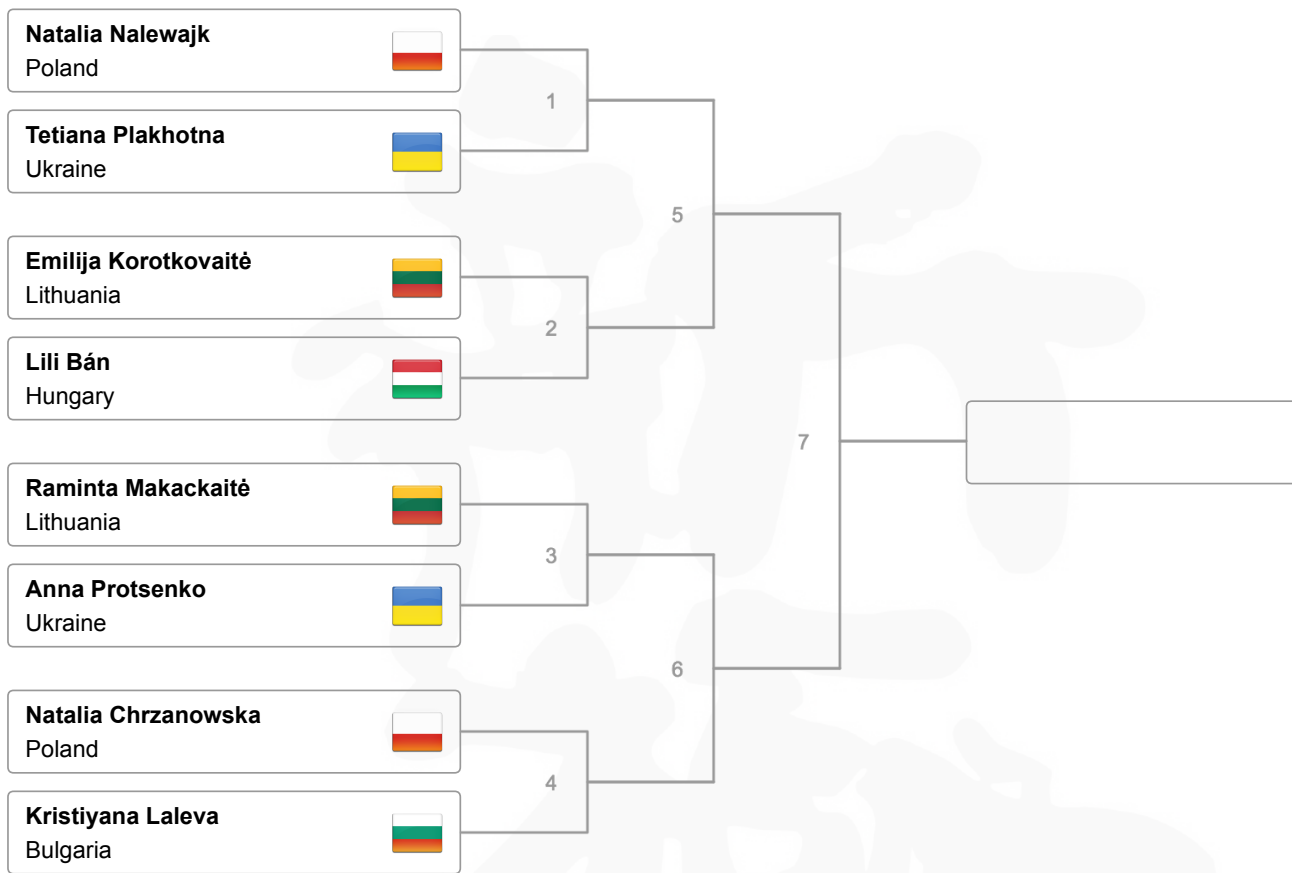 Natalia Nalewajk
Poland
1
Tetiana Plakhotna
Ukraine
5
Emilija Korotkovaitė
Lithuania
2
Lili Bán
Hungary
7
Raminta Makackaitė
Lithuania
3
Anna Protsenko
Ukraine
6
Natalia Chrzanowska
Poland
4
Kristiyana Laleva
Bulgaria